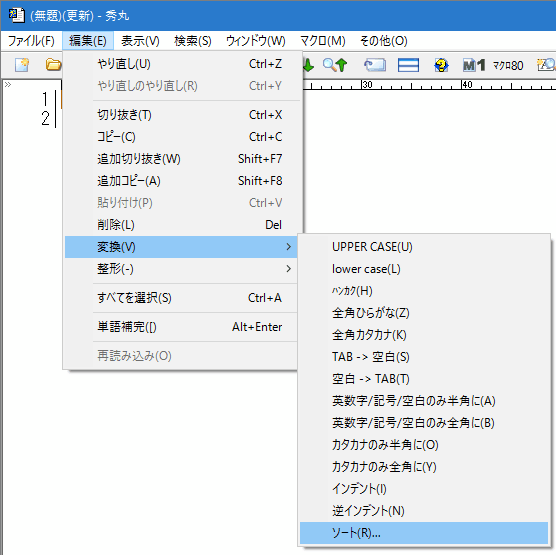 (無題)(更新) - 秀丸
ファイル(F) 編集(E) 表示(V) 検索(S) ウィンドウ(W) マクロ(M) その他(O)
M1 マクロ80
30 40
1
2
やり直し(U) Ctrl+Z
やり直しのやり直し(R) Ctrl+Y
切り抜き(T) Ctrl+X
コピー(C) Ctrl+C
追加切り抜き(W) Shift+F7
追加コピー(A) Shift+F8
貼り付け(P) Ctrl+V
削除(L) Del
変換(V)
整形(-)
すべてを選択(S) Ctrl+A
単語補完([) Alt+Enter
再読み込み(O)
UPPER CASE(U)
lower case(L)
ﾊﾝｶｸ(H)
全角ひらがな(Z)
全角カタカナ(K)
TAB -> 空白(S)
空白 -> TAB(T)
英数字/記号/空白のみ半角に(A)
英数字/記号/空白のみ全角に(B)
カタカナのみ半角に(O)
カタカナのみ全角に(Y)
インデント(I)
逆インデント(N)
ソート(R)...